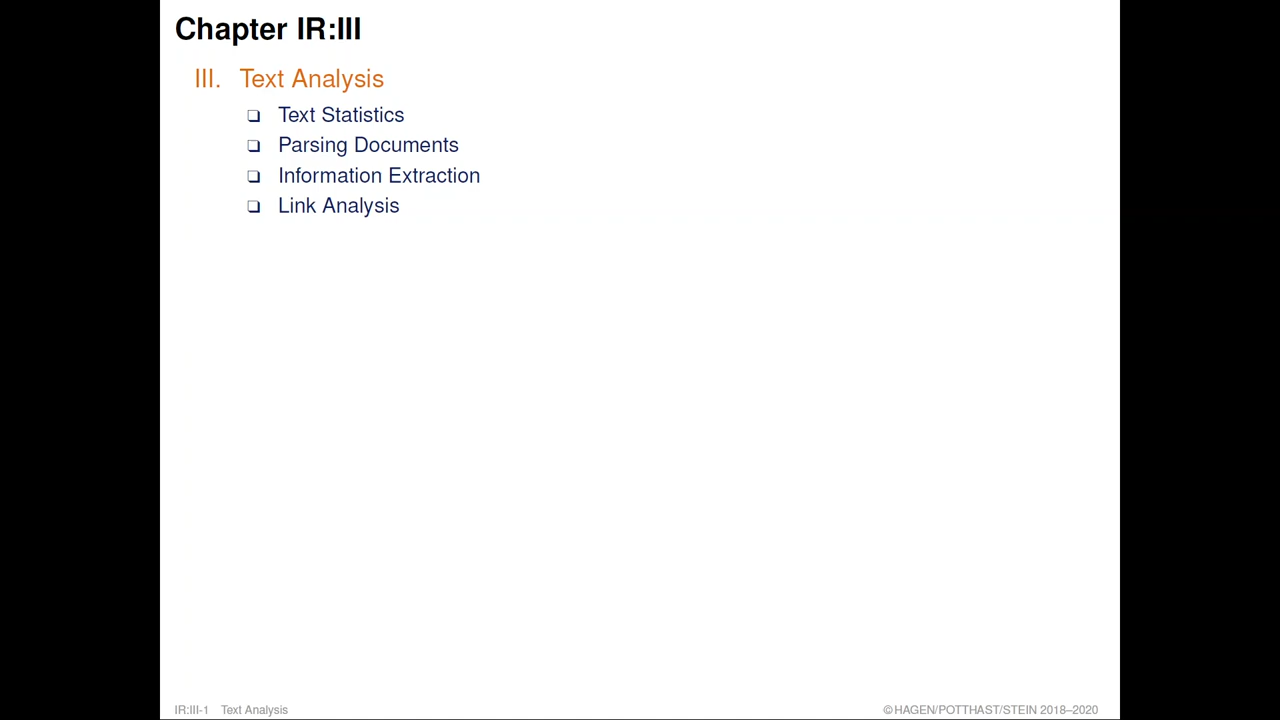 Chapter IR:III
III. Text Analysis
❑ Text Statistics
❑ Parsing Documents
❑ Information Extraction
❑ Link Analysis
IR:III-1 Text Analysis
©HAGEN/POTTHAST/STEIN 2018–2020